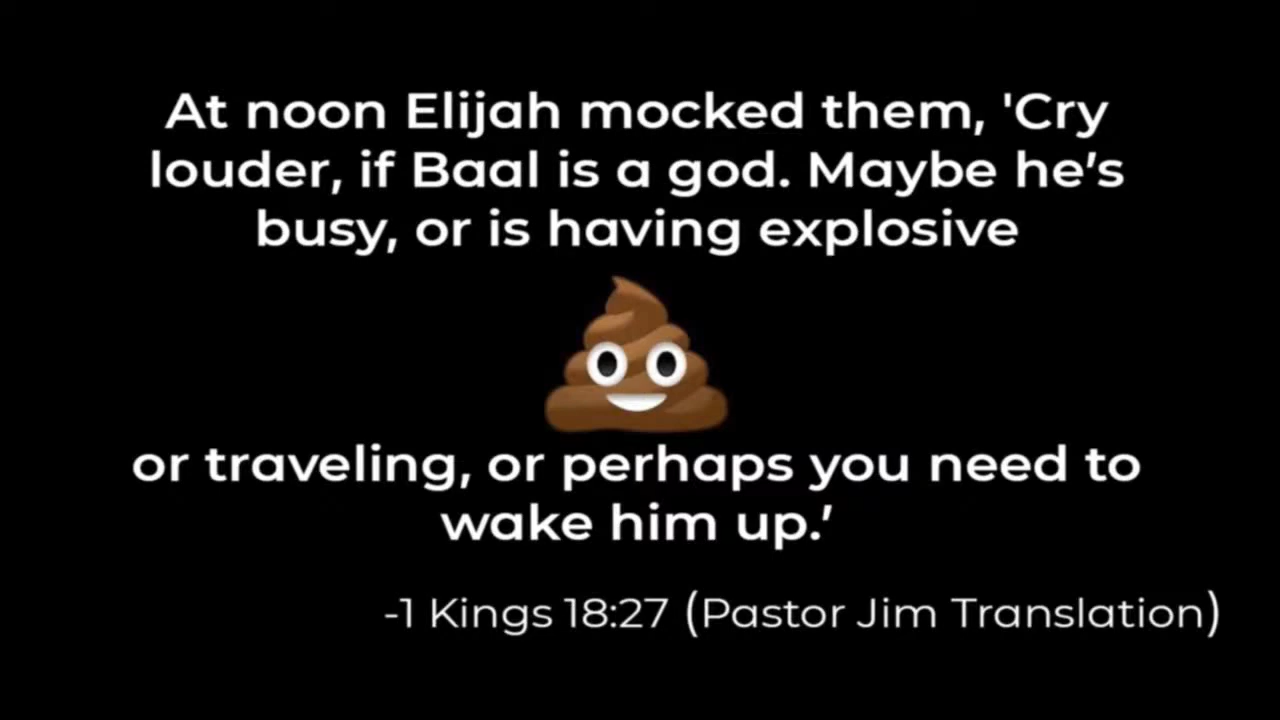 At noon Elijah mocked them, 'Cry
louder, if Baal is a god. Maybe he’s
busy, or is having explosive
or traveling, or perhaps you need to
wake him up.’
-1 Kings 18:27 (Pastor Jim Translation)